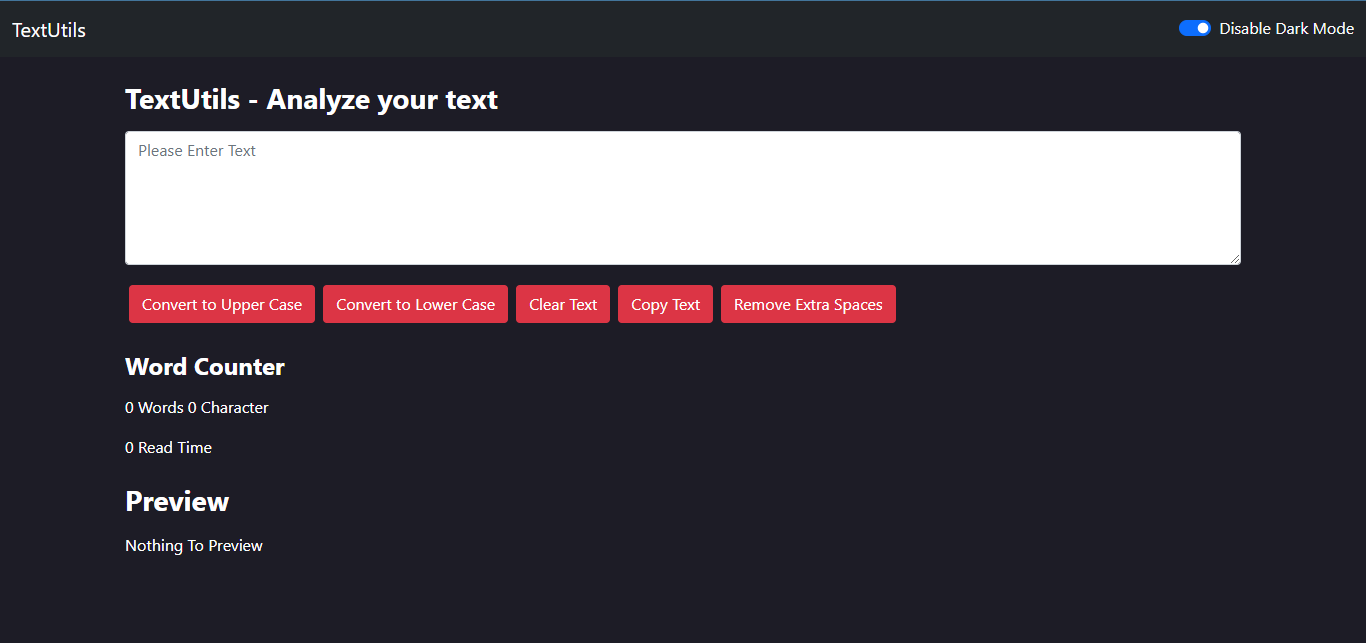 TextUtils
Disable Dark Mode
TextUtils - Analyze your text
Please Enter Text
Convert to Upper Case
Convert to Lower Case
Clear Text
Copy Text
Remove Extra Spaces
Word Counter
0 Words 0 Character
0 Read Time
Preview
Nothing To Preview